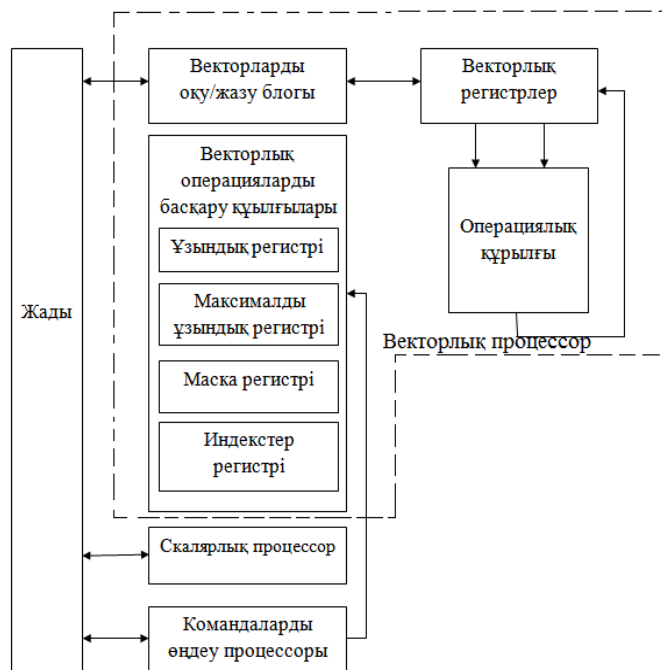 Векторларды
оқу/жазу блогы
Векторлық
регистрлер
Векторлық
операцияларды
басқару құылғылары
Ұзындық регистрі
Максималды
ұзындық регистрі
Маска регистрі
Индекстер
регистрі
Операциялық
құрылғы
Жады
Векторлық процессор
Скалярлық процессор
Командаларды
өңдеу процессоры